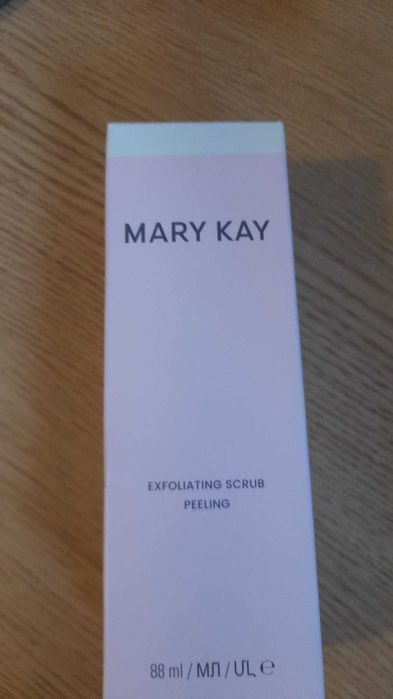 MARY KAY
EXFOLIATING SCRUB
PEELING
88 ml / МЛ / ՄԼ ℮